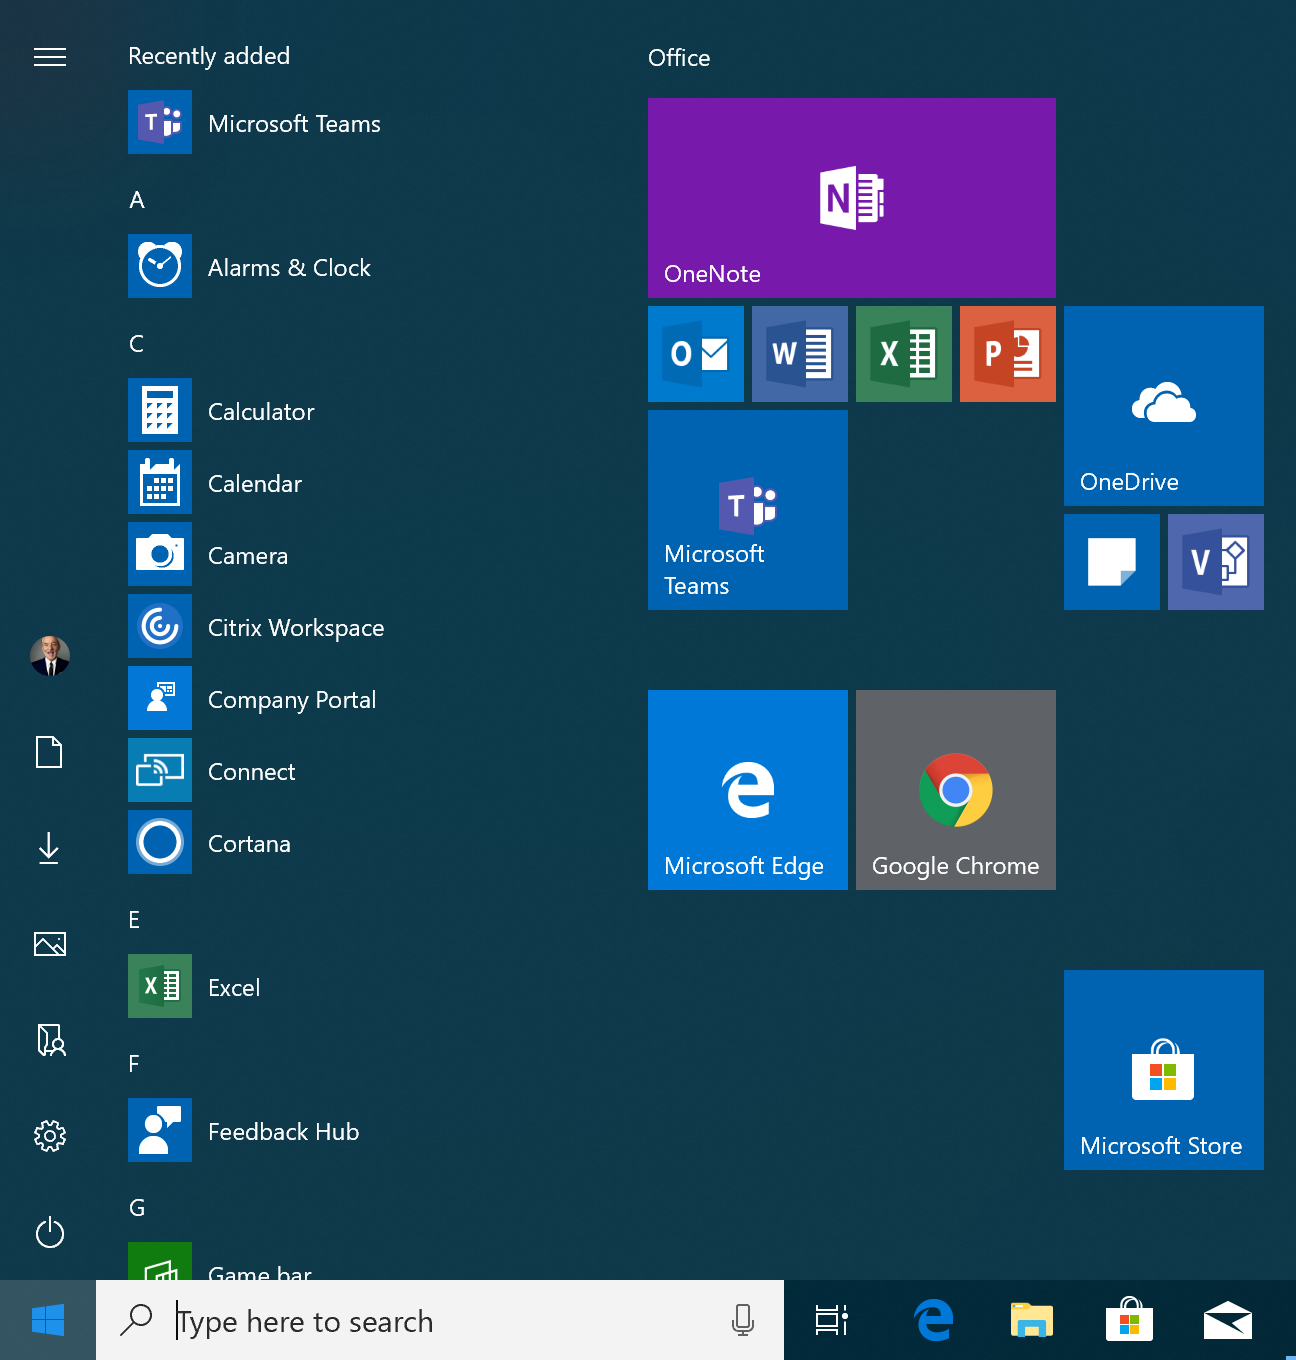 Recently added
Microsoft Teams
A
Alarms & Clock
C
Calculator
Calendar
Camera
Citrix Workspace
Company Portal
Connect
Cortana
E
Excel
F
Feedback Hub
G
Game bar
Office
N
OneNote
O
W
X
P
OneDrive
T
Microsoft
Teams
V
Microsoft Edge
Google Chrome
Microsoft Store
Type here to search